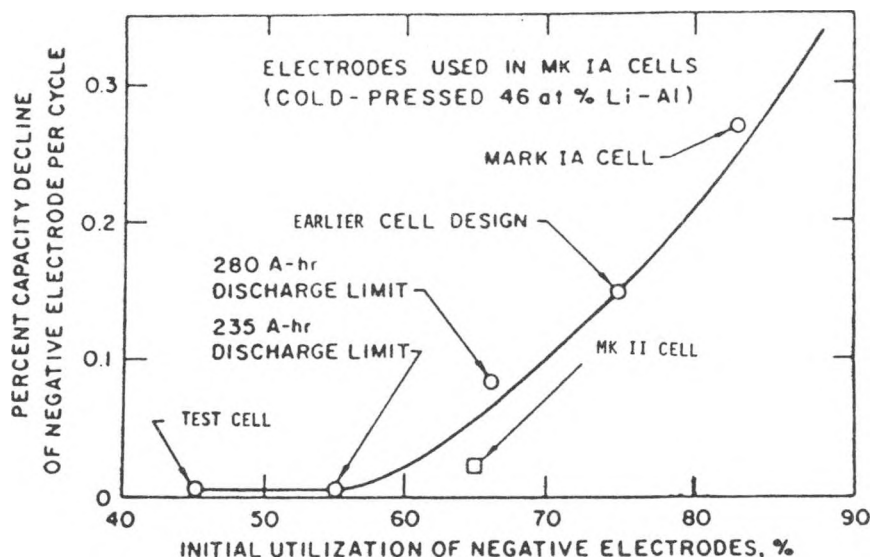 ELECTRODES USED IN MK IA CELLS
(COLD-PRESSED 46 at % Li-Al)
MARK IA CELL
EARLIER CELL DESIGN
280 A-hr
DISCHARGE LIMIT
235 A-hr
DISCHARGE LIMIT
MK II CELL
TEST CELL
PERCENT CAPACITY DECLINE
OF NEGATIVE ELECTRODE PER CYCLE
0.3
0.2
0.1
0
40 50 60 70 80 90
INITIAL UTILIZATION OF NEGATIVE ELECTRODES, %